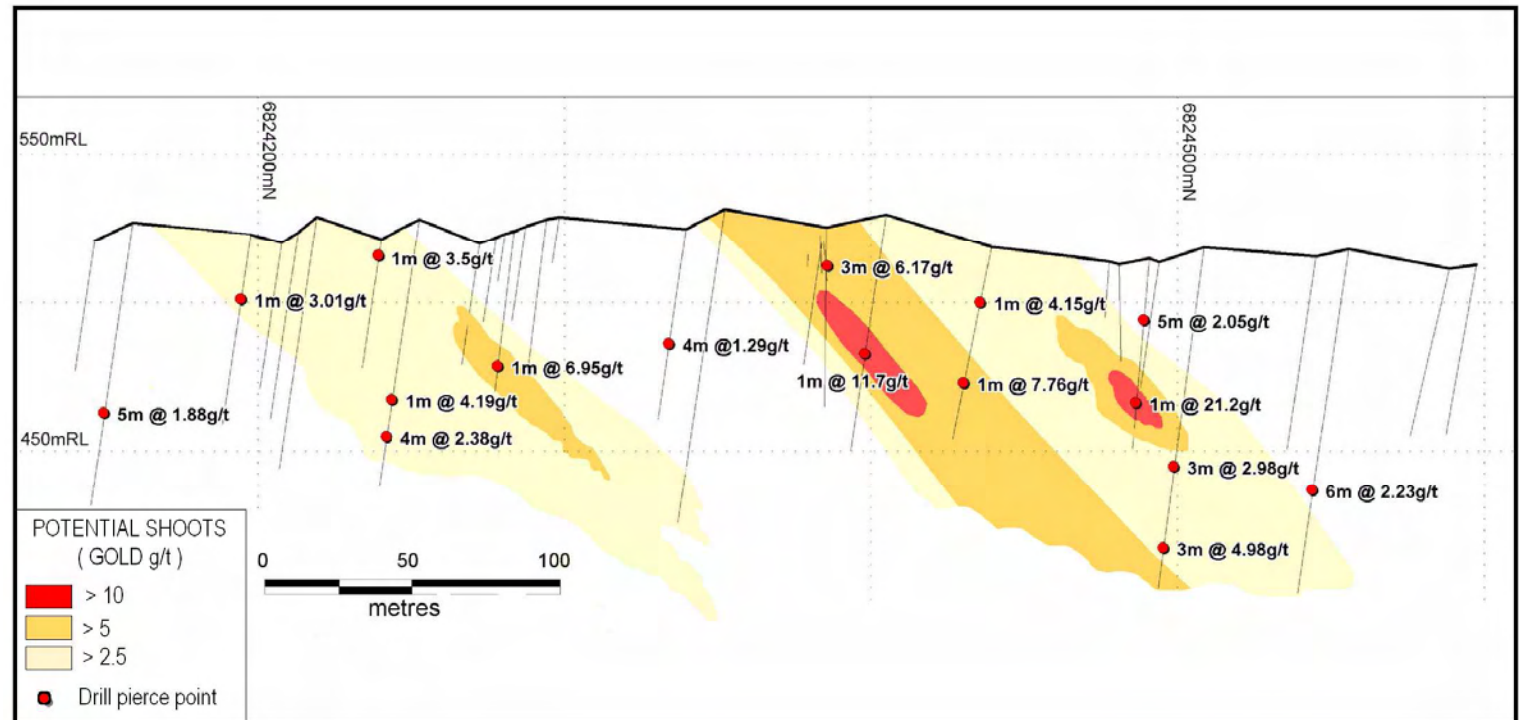 6824200mN
6824500mN
550mRL
1m @ 3.5g/t
3m @ 6.17g/t
1m @ 3.01g/t
1m @ 4.15g/t
5m @ 2.05g/t
4m @1.29g/t
1m @ 6.95g/t
1m @ 11.7g/t
1m @ 7.76g/t
1m @ 4.19g/t
1m @ 21.2g/t
5m @ 1.88g/t
450mRL
4m @ 2.38g/t
3m @ 2.98g/t
6m @ 2.23g/t
3m @ 4.98g/t
POTENTIAL SHOOTS
( GOLD g/t )
> 10
> 5
> 2.5
Drill pierce point
0 50 100
metres